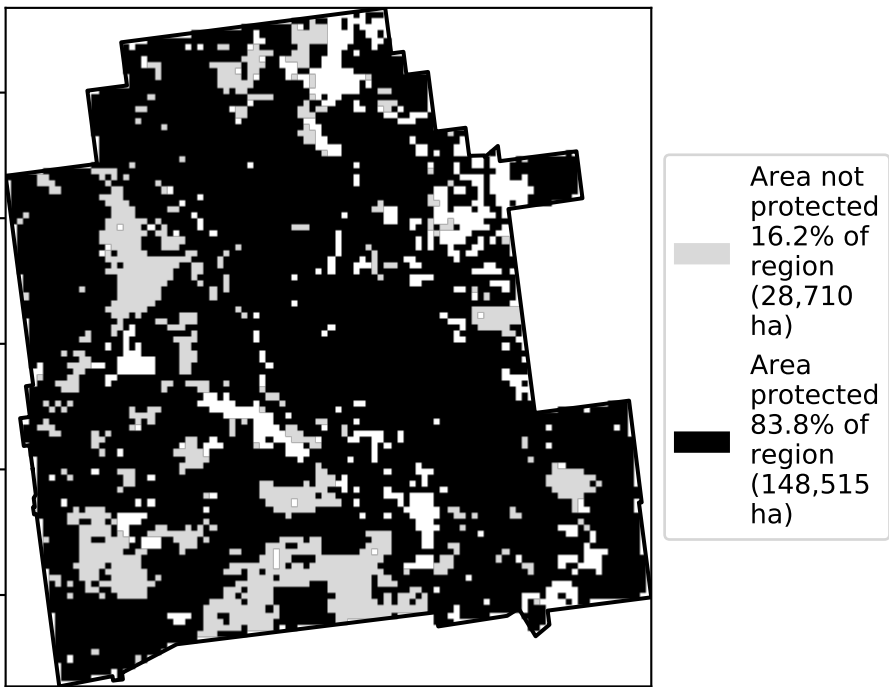 Area not
protected
16.2% of
region
(28,710
ha)
Area
protected
83.8% of
region
(148,515
ha)